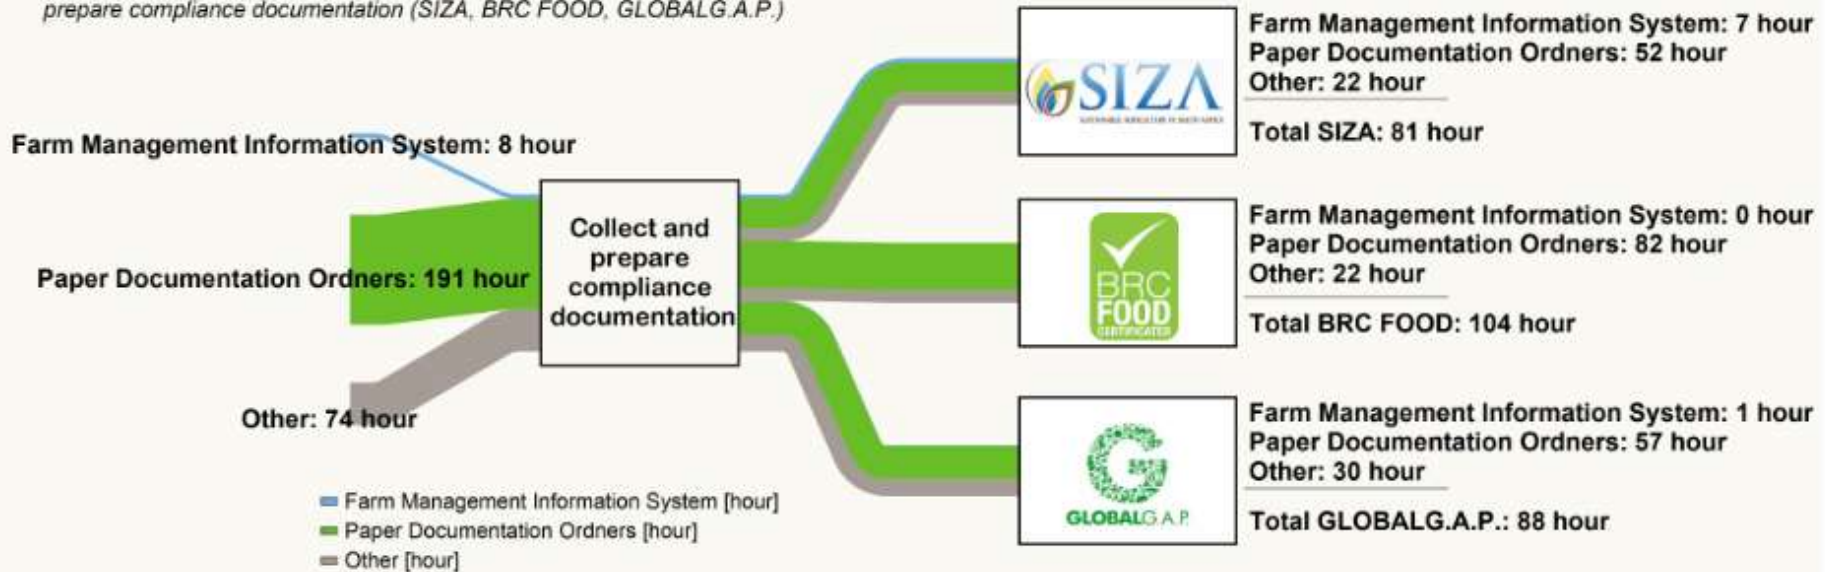 prepare compliance documentation (SIZA, BRC FOOD, GLOBALG.A.P.)
Farm Management Information System: 8 hour
Paper Documentation Ordners: 191 hour
Other: 74 hour
Collect and
prepare
compliance
documentation
SIZA
Farm Management Information System: 7 hour
Paper Documentation Ordners: 52 hour
Other: 22 hour
Total SIZA: 81 hour
BRC
FOOD
CERTIFICATED
Farm Management Information System: 0 hour
Paper Documentation Ordners: 82 hour
Other: 22 hour
Total BRC FOOD: 104 hour
G
GLOBALG.A.P.
Farm Management Information System: 1 hour
Paper Documentation Ordners: 57 hour
Other: 30 hour
Total GLOBALG.A.P.: 88 hour
Farm Management Information System [hour]
Paper Documentation Ordners [hour]
Other [hour]